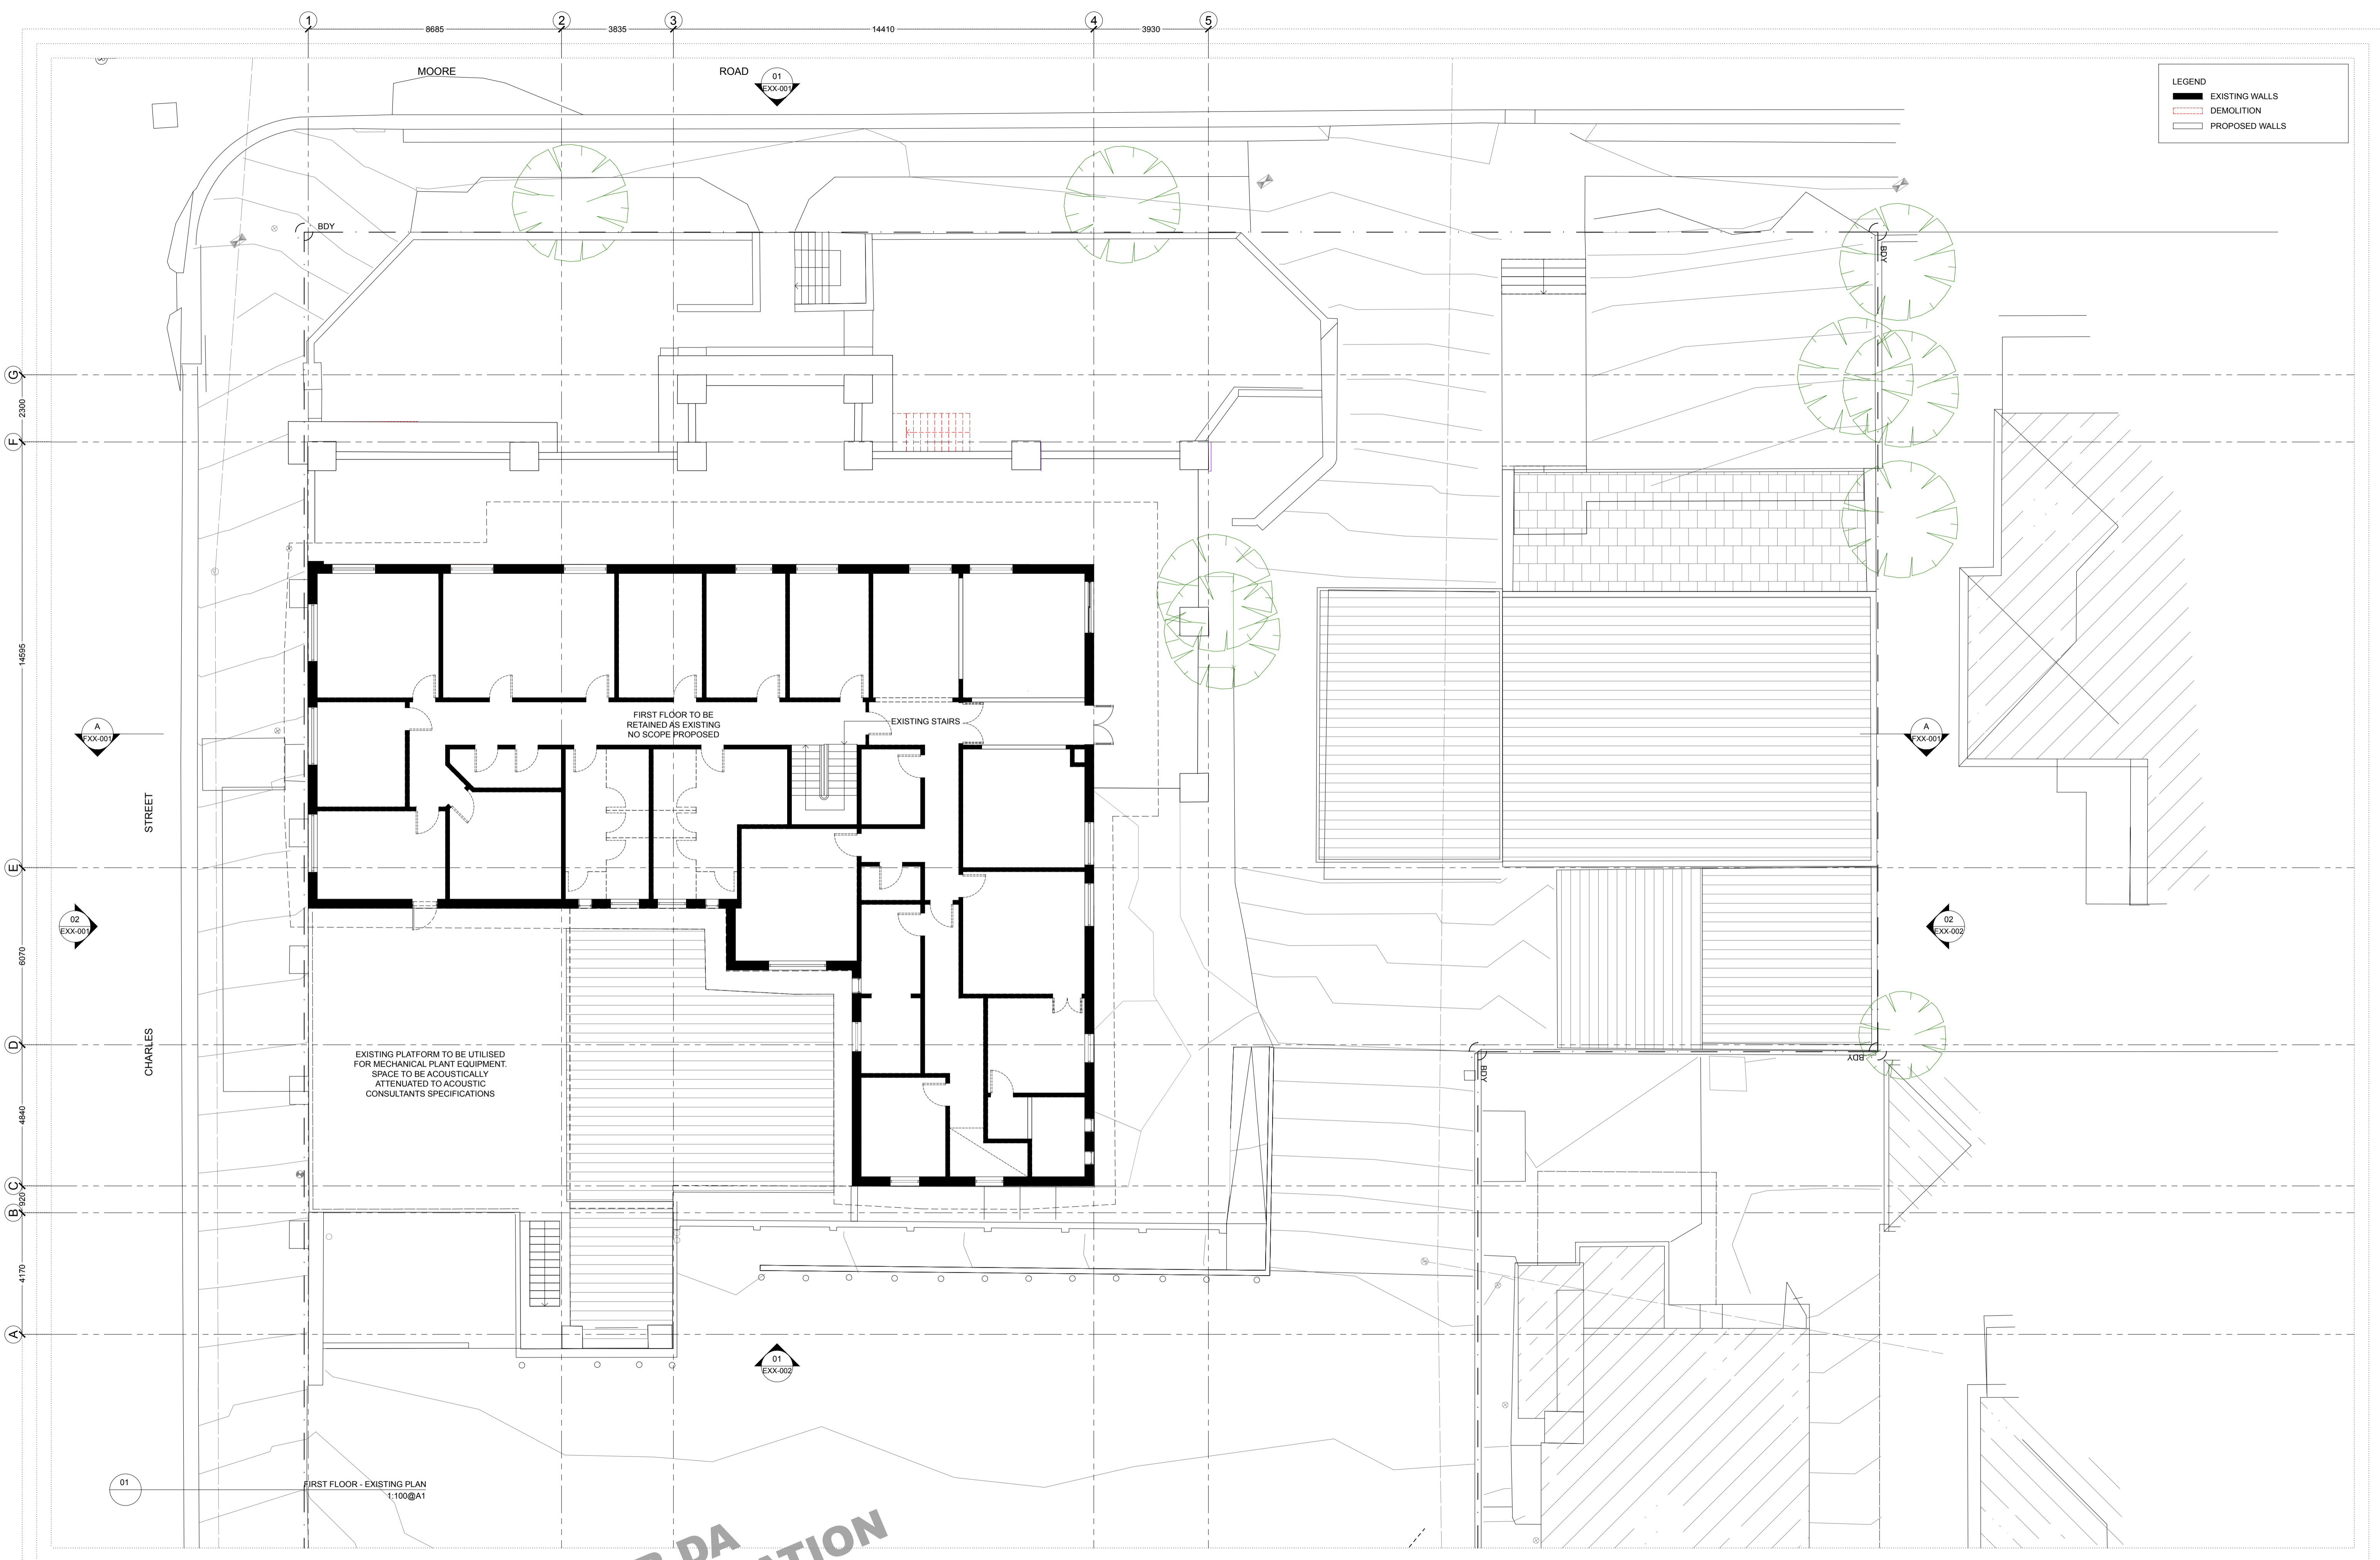 1
2
3
4
5
8685
3835
14410
3930
MOORE
ROAD
01
EXX-001
LEGEND
EXISTING WALLS
DEMOLITION
PROPOSED WALLS
BDY
BDY
G
2300
F
14595
FIRST FLOOR TO BE
RETAINED AS EXISTING
NO SCOPE PROPOSED
EXISTING STAIRS
A
FXX-001
A
FXX-001
STREET
E
02
EXX-001
02
EXX-002
6070
D
CHARLES
EXISTING PLATFORM TO BE UTILISED
FOR MECHANICAL PLANT EQUIPMENT.
SPACE TO BE ACOUSTICALLY
ATTENUATED TO ACOUSTIC
CONSULTANTS SPECIFICATIONS
BDY
BDY
4840
C
920
B
4170
A
01
EXX-002
01
FIRST FLOOR - EXISTING PLAN
1:100@A1
DA
ATION